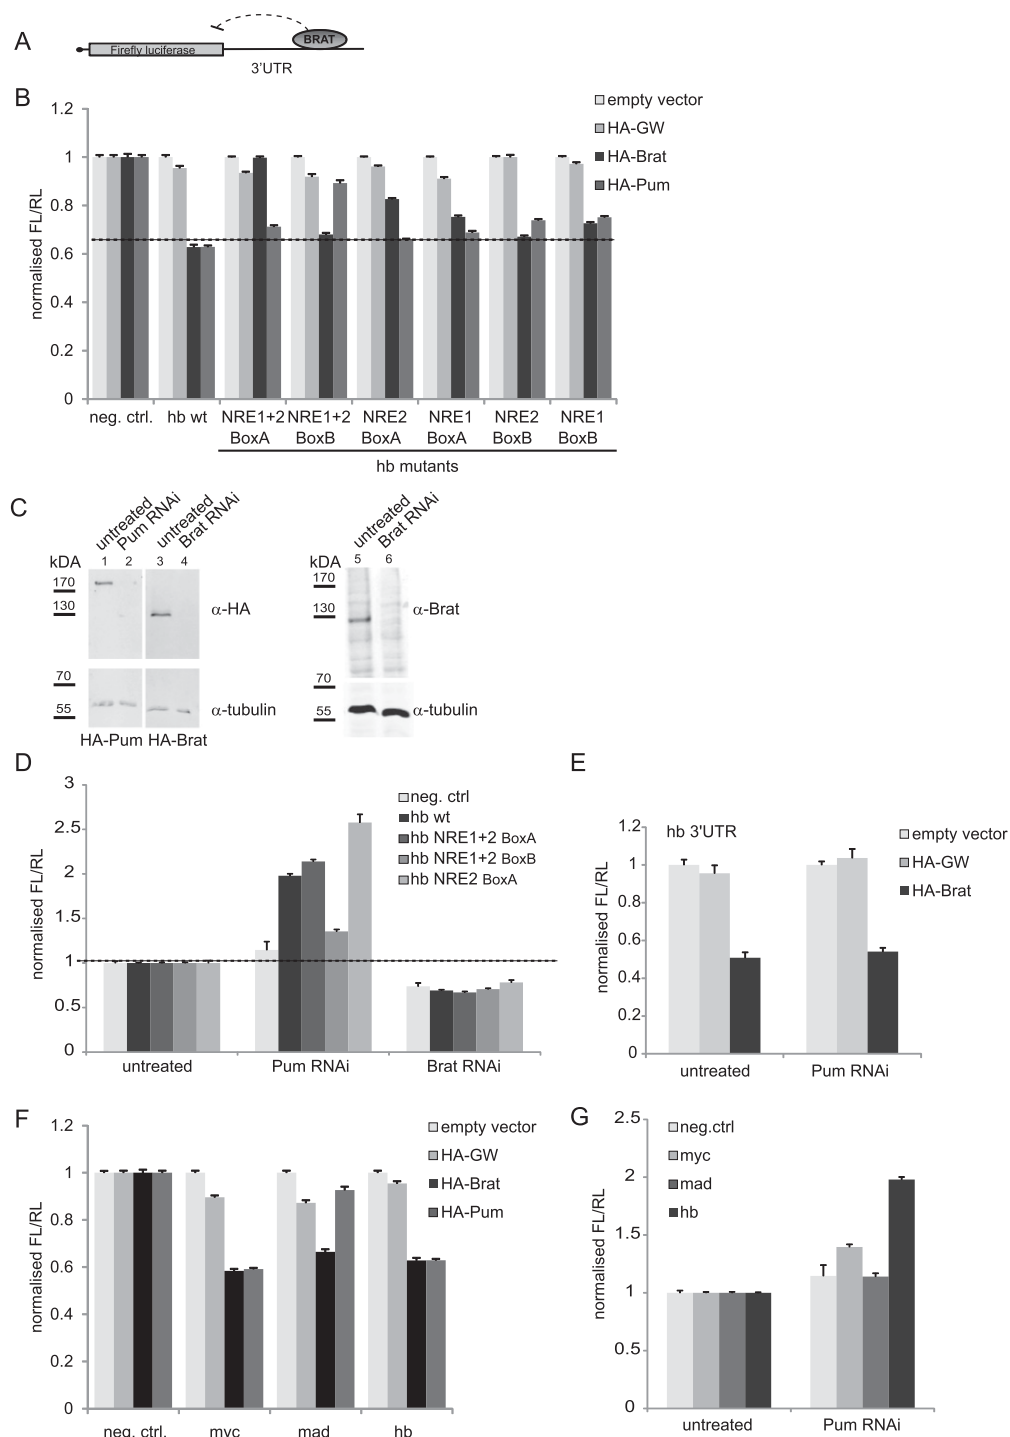 A
Firefly luciferase
BRAT
3'UTR
B
normalised FL/RL
1.2
1
0.8
0.6
0.4
0.2
0
empty vector
HA-GW
HA-Brat
HA-Pum
neg. ctrl.
hb wt
NRE1+2 BoxA
NRE1+2 BoxB
NRE2 BoxA
NRE1 BoxA
NRE2 BoxB
NRE1 BoxB
hb mutants
C
untreated
Pum RNAi
untreated
Brat RNAi
kDA
1 2 3 4
170
130
α-HA
70
55
α-tubulin
HA-Pum HA-Brat
untreated
Brat RNAi
kDA
5 6
170
130
α-Brat
70
55
α-tubulin
D
normalised FL/RL
3
2.5
2
1.5
1
0.5
0
neg. ctrl
hb wt
hb NRE1+2 BoxA
hb NRE1+2 BoxB
hb NRE2 BoxA
untreated
Pum RNAi
Brat RNAi
E
normalised FL/RL
1.2
1
0.8
0.6
0.4
0.2
0
hb 3'UTR
empty vector
HA-GW
HA-Brat
untreated
Pum RNAi
F
normalised FL/RL
1.2
1
0.8
0.6
0.4
0.2
0
empty vector
HA-GW
HA-Brat
HA-Pum
neg. ctrl.
myc
mad
hb
G
normalised FL/RL
2.5
2
1.5
1
0.5
0
neg.ctrl
myc
mad
hb
untreated
Pum RNAi